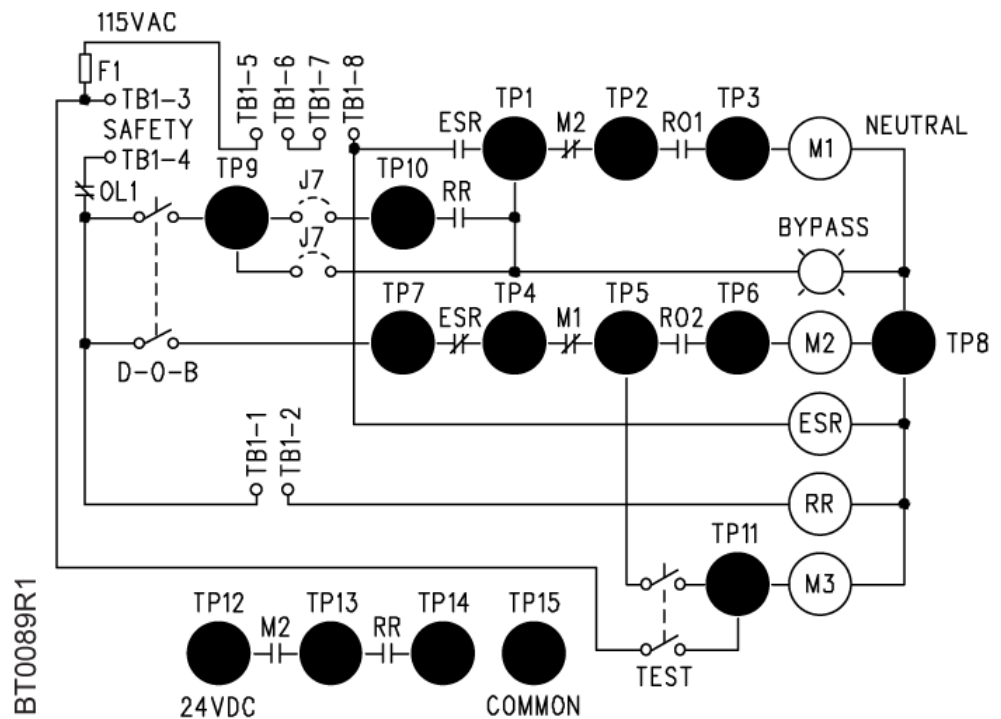 115VAC
F1
TB1-3
SAFETY
TB1-4
OL1
TB1-5
TB1-6
TB1-7
TB1-8
ESR
TP1
M2
TP2
RO1
TP3
M1
NEUTRAL
TP9
J7
TP10
RR
J7
BYPASS
TP7
ESR
TP4
M1
TP5
RO2
TP6
M2
TP8
D-O-B
ESR
TB1-1
TB1-2
RR
TP11
M3
TEST
TP12
M2
TP13
RR
TP14
TP15
24VDC
COMMON
BT0089R1